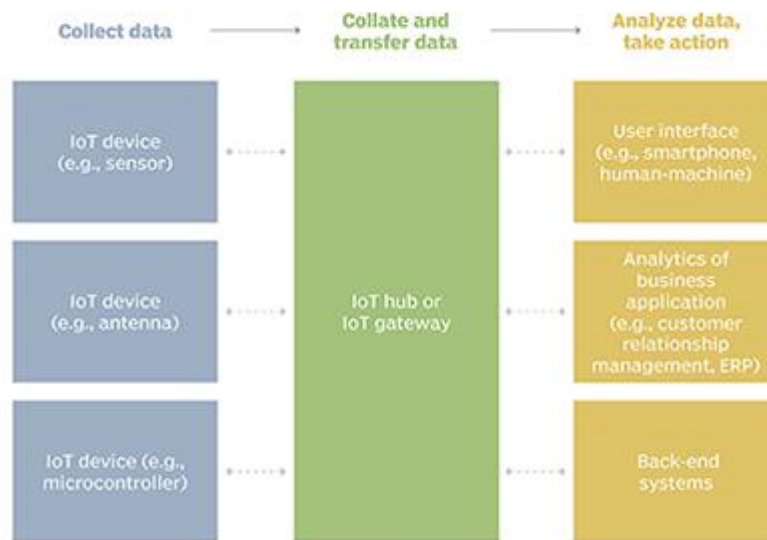 Collect data
Collate and
transfer data
Analyze data,
take action
IoT device
(e.g., sensor)
User interface
(e.g., smartphone,
human-machine)
IoT device
(e.g., antenna)
IoT hub or
IoT gateway
Analytics of
business
application
(e.g., customer
relationship
management, ERP)
IoT device (e.g.,
microcontroller)
Back-end
systems